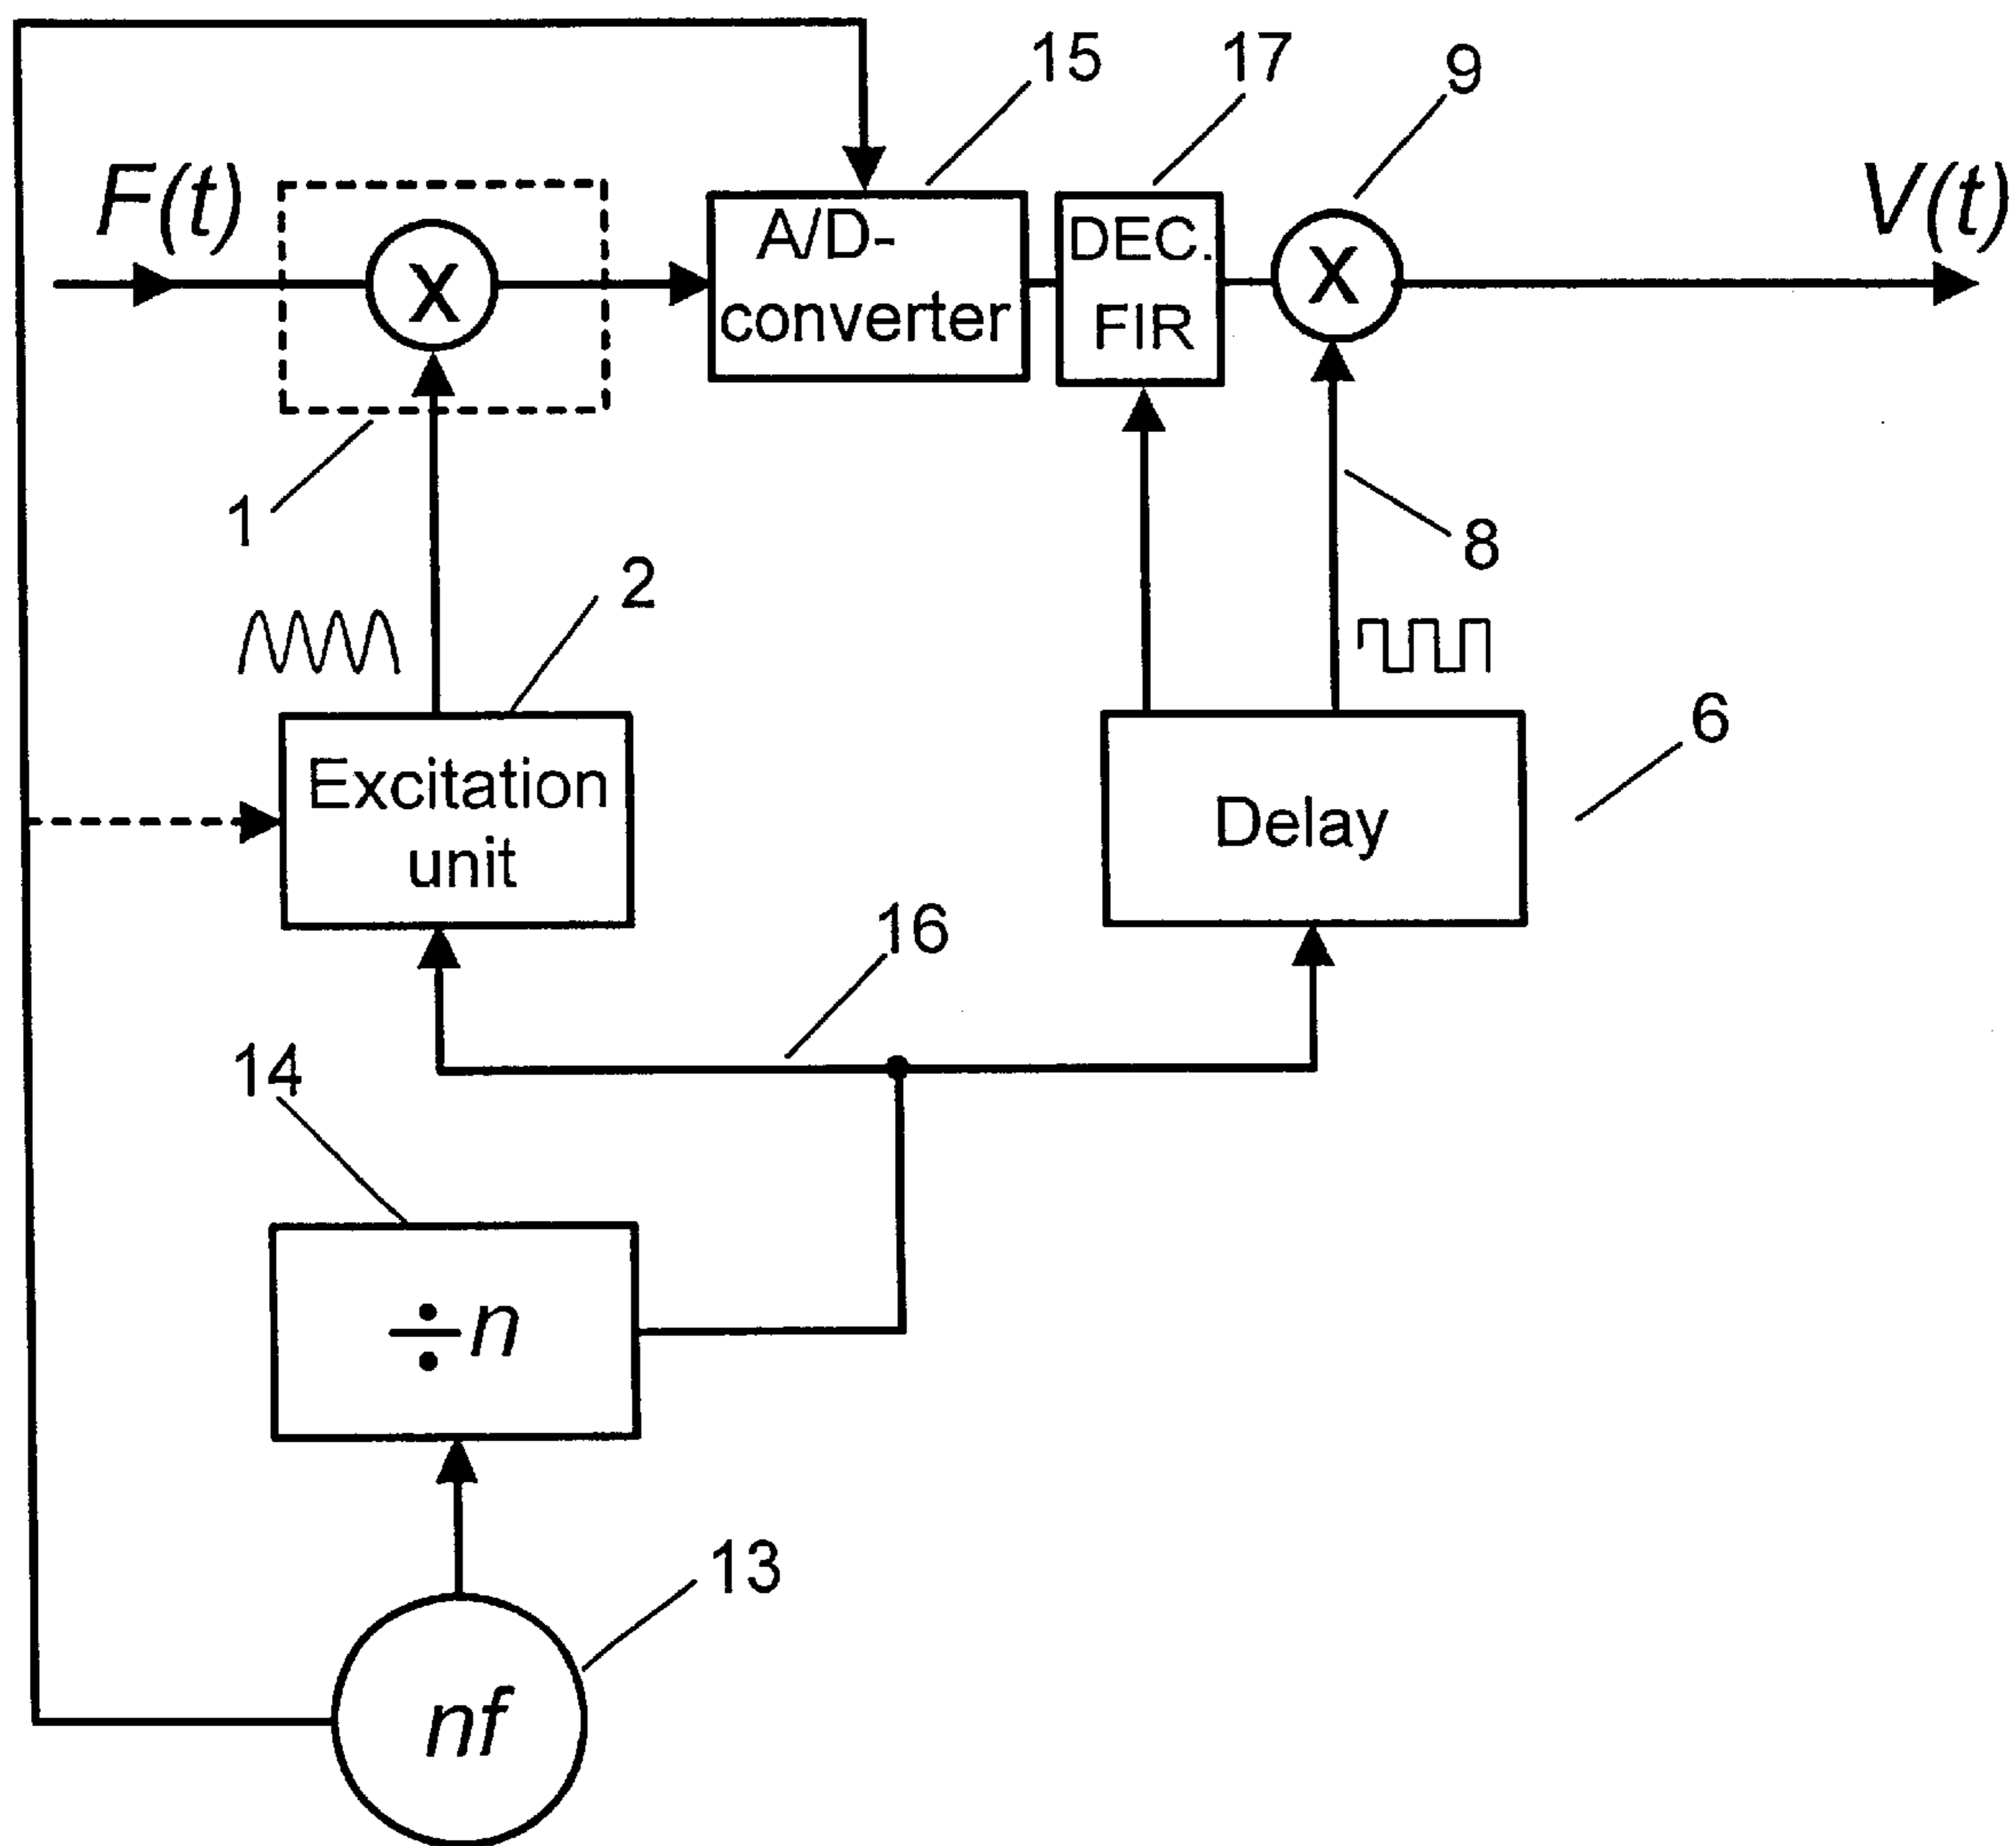 15
17
9
F(t)
V(t)
X
A/D-
converter
DEC.
FIR
X
1
8
2
6
Excitation
unit
Delay
16
14
÷n
13
nf